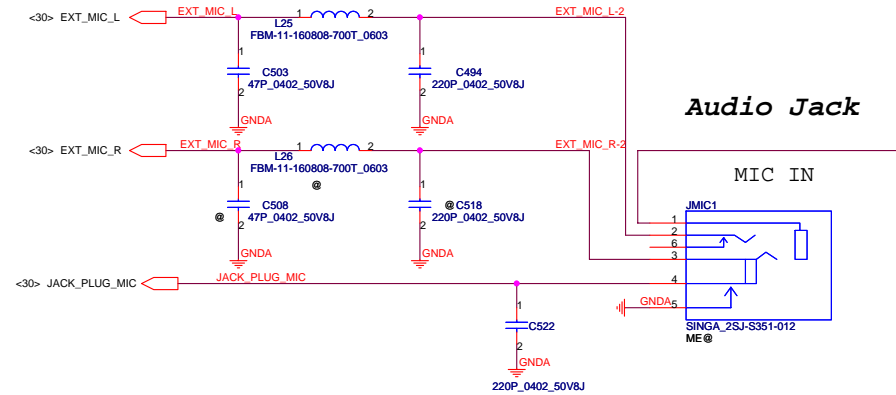 <30> EXT_MIC_L
EXT_MIC_L
1
L25
2
FBM-11-160808-700T_0603
EXT_MIC_L-2
1
C503
47P_0402_50V8J
2
GNDA
1
C494
220P_0402_50V8J
2
GNDA
Audio Jack
<30> EXT_MIC_R
EXT_MIC_R
1
L26
2
FBM-11-160808-700T_0603
@
EXT_MIC_R-2
MIC IN
1
C508
@
47P_0402_50V8J
2
GNDA
1
@C518
220P_0402_50V8J
2
GNDA
JMIC1
1
2
6
3
4
5
GNDA
SINGA_2SJ-S351-012
ME@
<30> JACK_PLUG_MIC
JACK_PLUG_MIC
1
C522
2
GNDA
220P_0402_50V8J